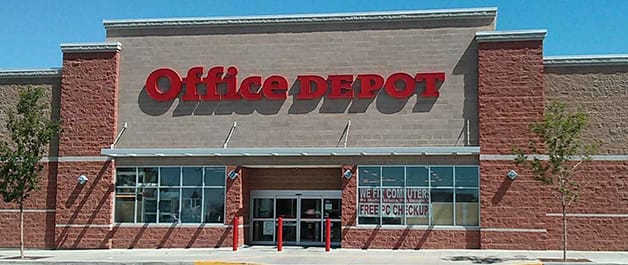 Office DEPOT
WE FIX COMPUTERS
FREE PC CHECKUP